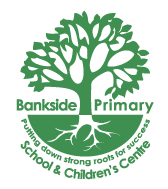 Bankside Primary
Putting down strong roots for success
School & Children's Centre